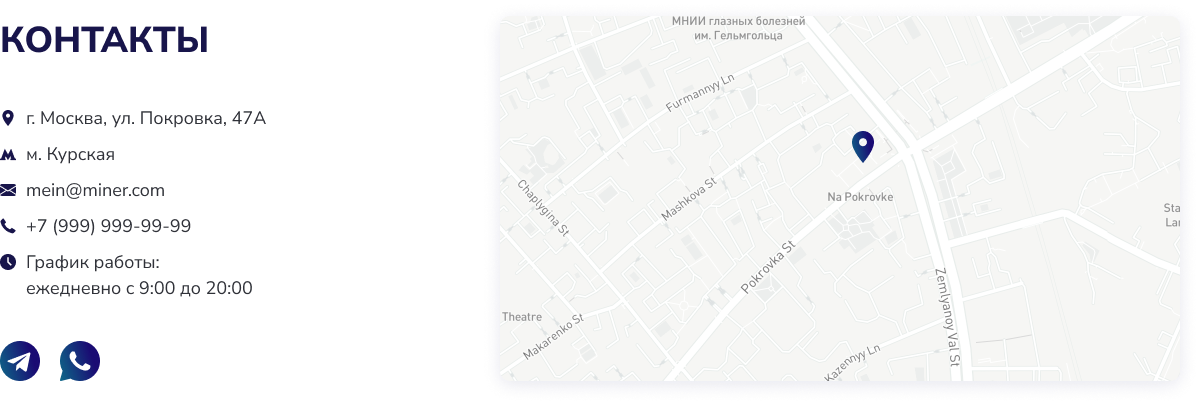 КОНТАКТЫ
г. Москва, ул. Покровка, 47А
м. Курская
mein@miner.com
+7 (999) 999-99-99
График работы:
ежедневно с 9:00 до 20:00
МНИИ глазных болезней
им. Гельмгольца
Furmannyy Ln
Chaplygina St
Mashkova St
Na Pokrovke
Sta
Lau
Pokrovka St
Zemlyanoy Val St
Theatre
Makarenko St
Kazennyy Ln